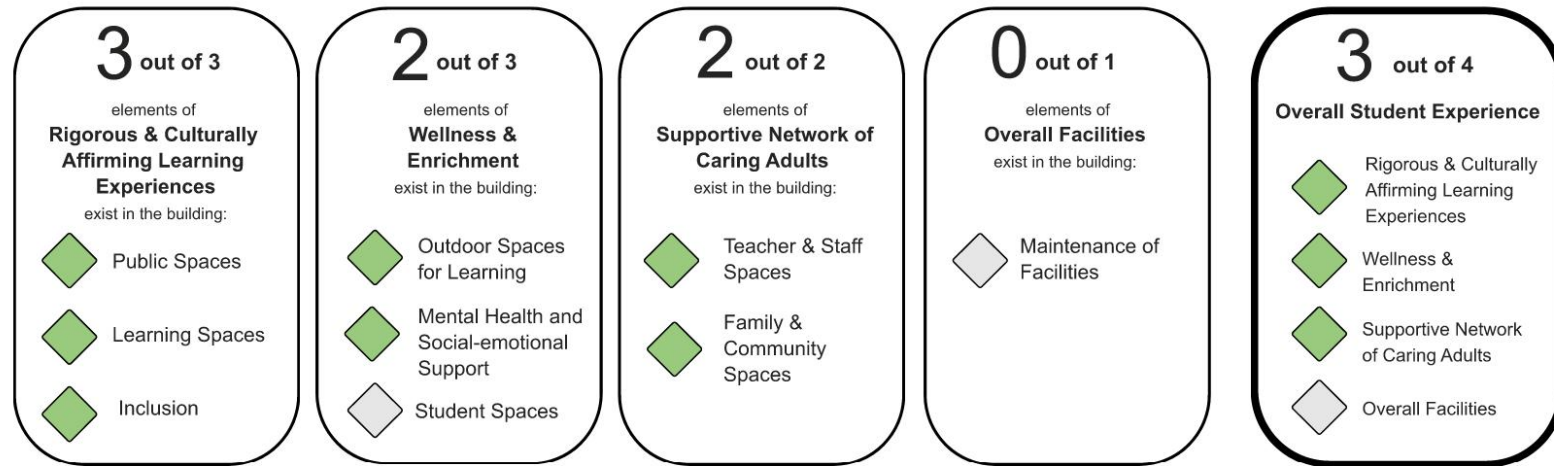 3 out of 3
elements of
Rigorous & Culturally
Affirming Learning
Experiences
exist in the building:
Public Spaces
Learning Spaces
Inclusion
2 out of 3
elements of
Wellness &
Enrichment
exist in the building:
Outdoor Spaces
for Learning
Mental Health and
Social-emotional
Support
Student Spaces
2 out of 2
elements of
Supportive Network of
Caring Adults
exist in the building:
Teacher & Staff
Spaces
Family &
Community
Spaces
0 out of 1
elements of
Overall Facilities
exist in the building:
Maintenance of
Facilities
3 out of 4
Overall Student Experience
Rigorous & Culturally
Affirming Learning
Experiences
Wellness &
Enrichment
Supportive Network
of Caring Adults
Overall Facilities